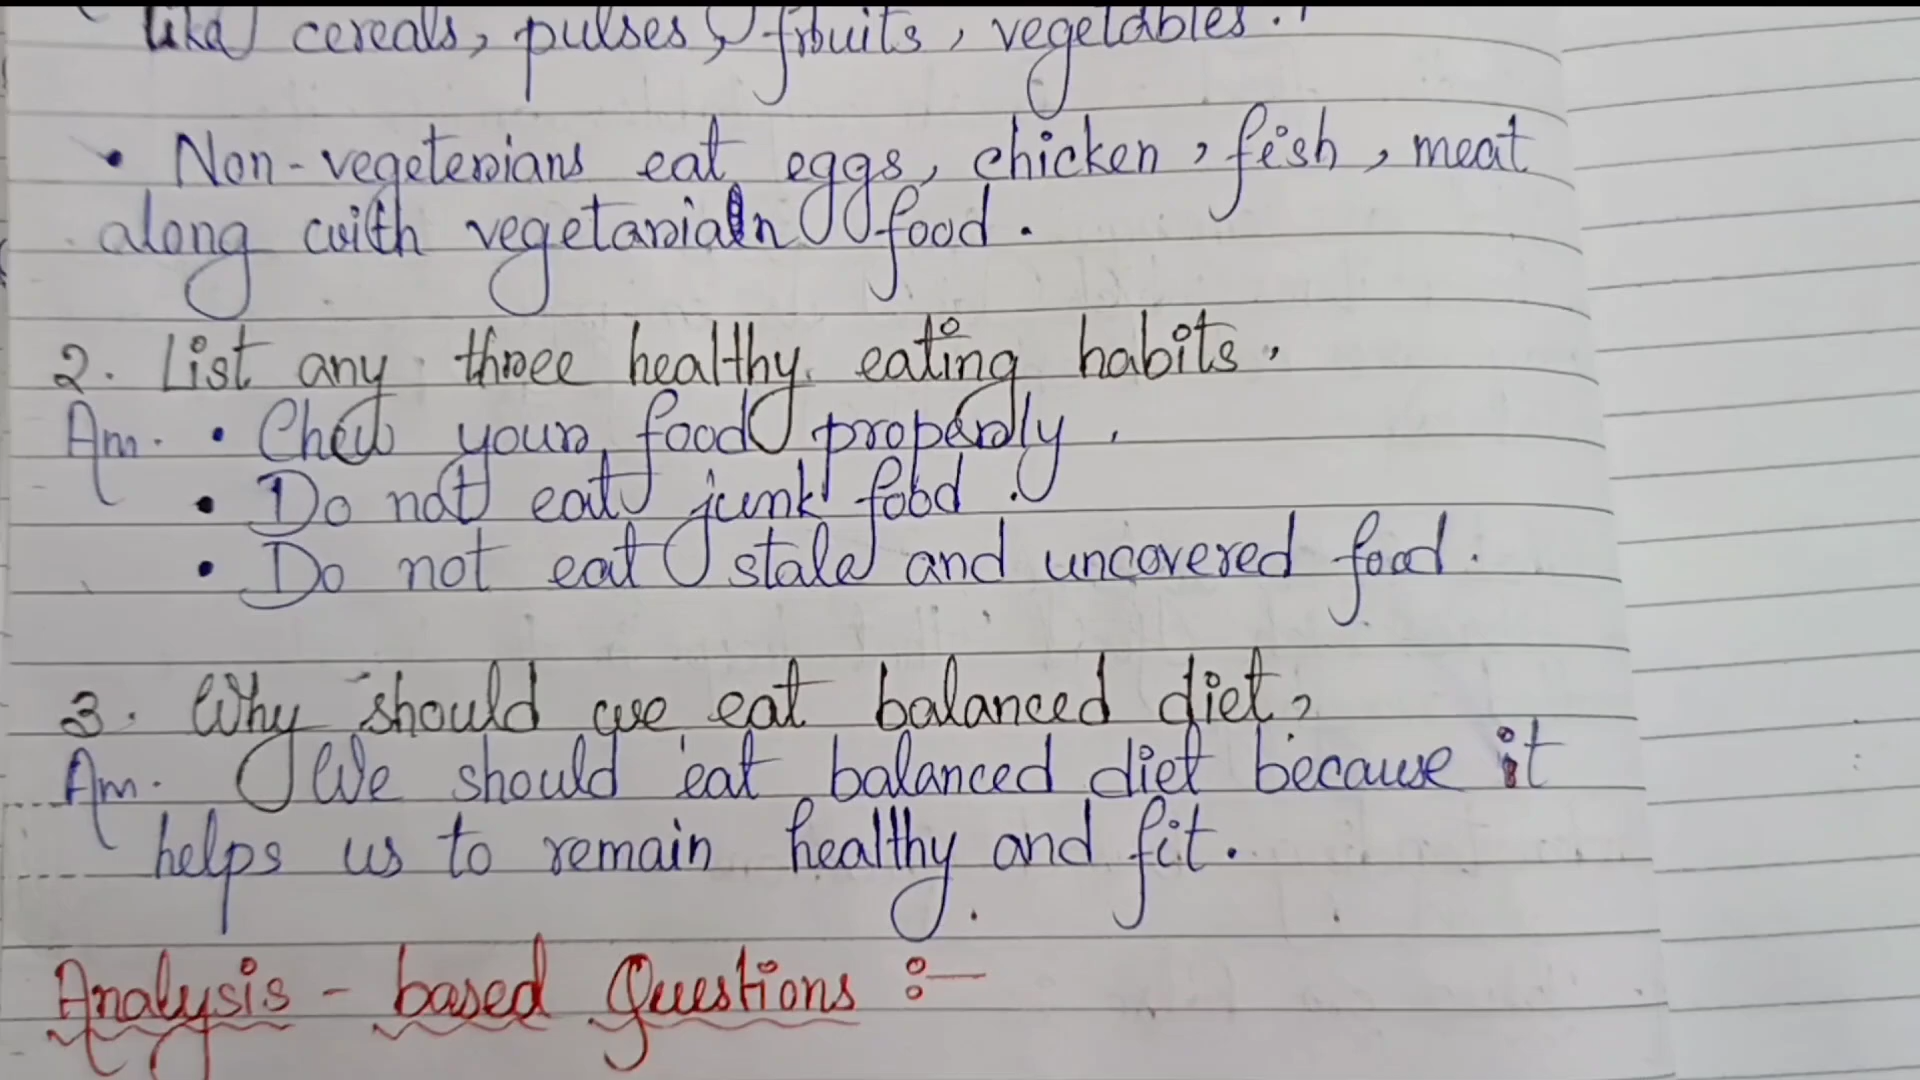 like cereals, pulses, fruits, vegetables.
• Non-vegeterians eat eggs, chicken, fish, meat
along with vegetarian food.
2. List any three healthy eating habits.
Ans. • Chew your food properly.
• Do not eat junk food.
• Do not eat stale and uncovered food.
3. Why should we eat balanced diet?
Ans. We should eat balanced diet because it
helps us to remain healthy and fit.
Analysis - based Questions :-